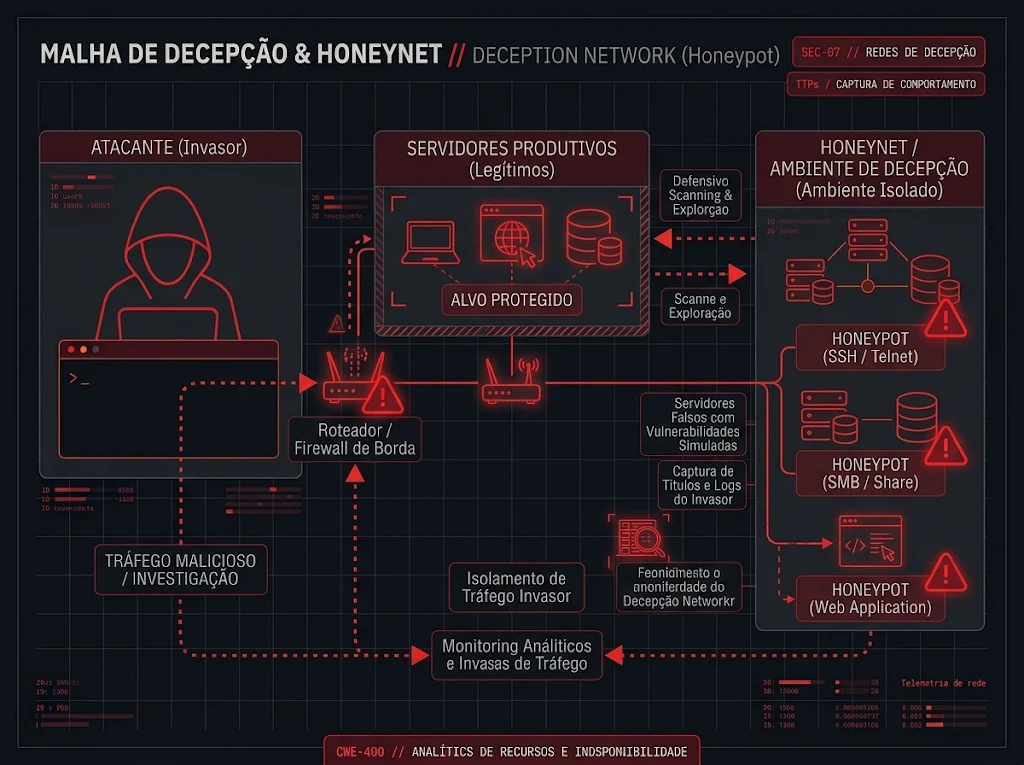 MALHA DE DECEPÇÃO & HONEYNET // DECEPTION NETWORK (Honeypot)
SEC-07 // REDES DE DECEPÇÃO
TTPs / CAPTURA DE COMPORTAMENTO
ATACANTE (Invasor)
>_
SERVIDORES PRODUTIVOS
(Legítimos)
ALVO PROTEGIDO
Defensivo
Scanning &
Explorção
Scanne e
Exploração
HONEYNET /
AMBIENTE DE DECEPÇÃO
(Ambiente Isolado)
HONEYPOT
(SSH / Telnet)
HONEYPOT
(SMB / Share)
</>
HONEYPOT
(Web Application)
Roteador /
Firewall de Borda
Servidores
Falsos com
Vulnerabilidades
Simuladas
Captura de
Titulos e Logs
do Invasor
Feonidimento o
anoniferdade do
Decepção Networkr
TRÁFEGO MALICIOSO
/ INVESTIGAÇÃO
Isolamento de
Tráfego Invasor
Monitoring Análiticos
e Invasas de Tráfego
Telemetria de rede
CWE-400 // ANALÍTICS DE RECURSOS E INDSPONIBILIDADE